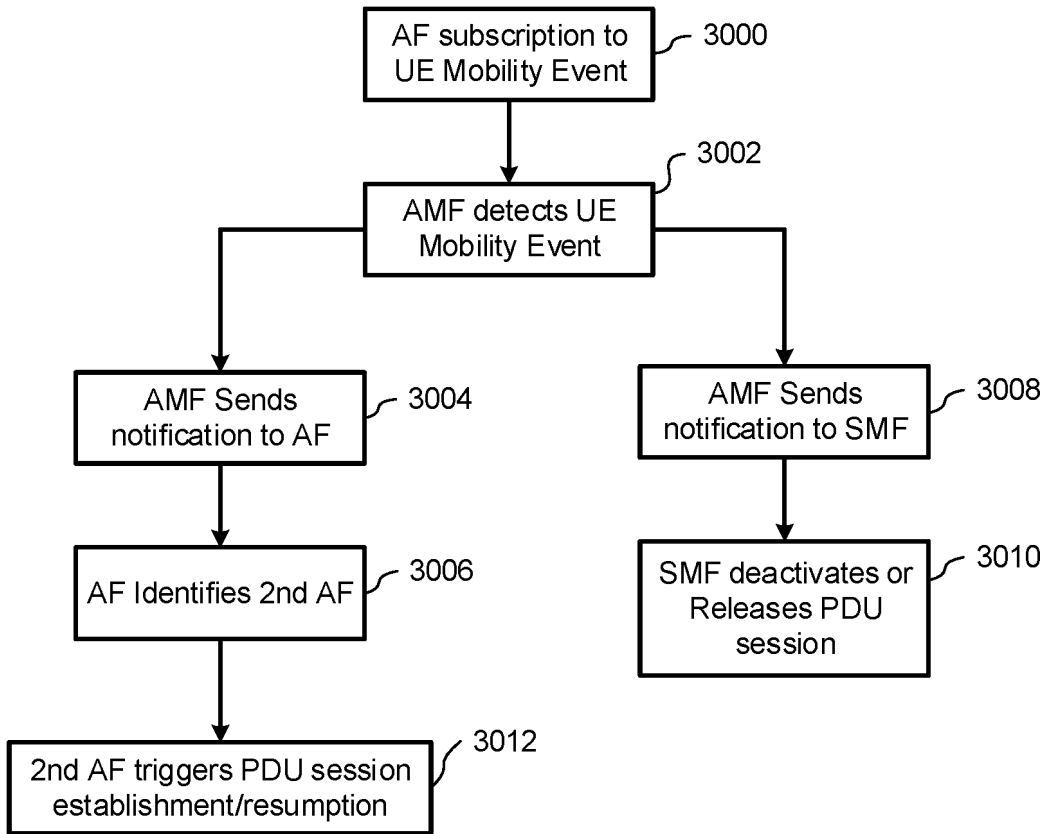 AF subscription to
UE Mobility Event
3000
AMF detects UE
Mobility Event
3002
AMF Sends
notification to AF
3004
AMF Sends
notification to SMF
3008
AF Identifies 2nd AF
3006
SMF deactivates or
Releases PDU
session
3010
2nd AF triggers PDU session
establishment/resumption
3012